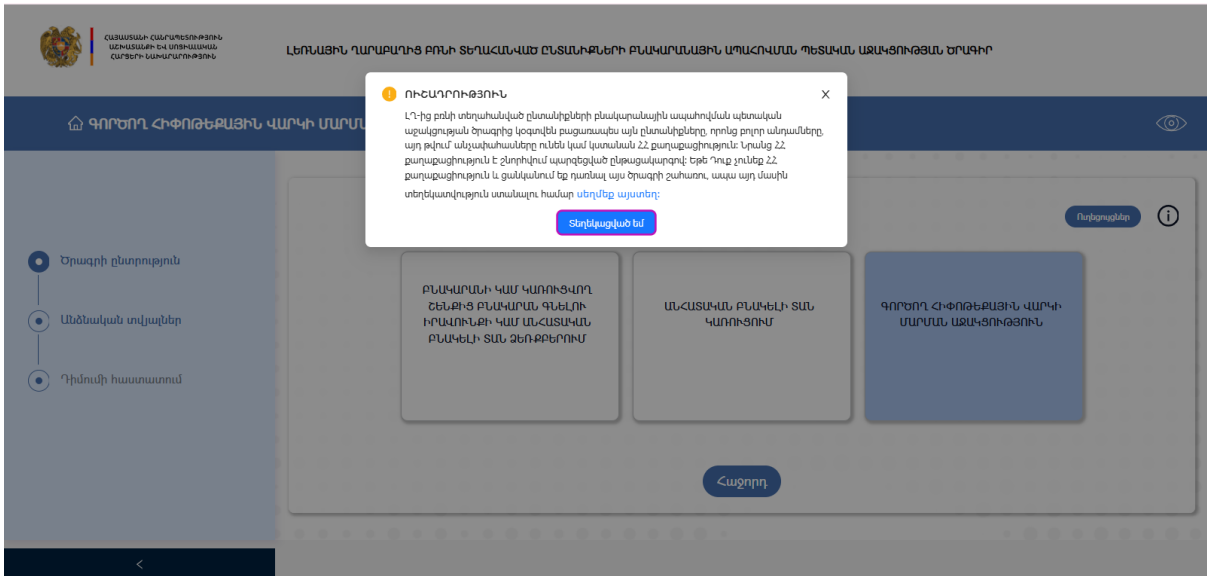 ՀԱՅԱՍՏԱՆԻ ՀԱՆՐԱՊԵՏՈՒԹՅՈՒՆ
ԱՇԽԱՏԱՆՔԻ ԵՎ ՍՈՑԻԱԼԱԿԱՆ
ՀԱՐՑԵՐԻ ՆԱԽԱՐԱՐՈՒԹՅՈՒՆ
ԼԵՌՆԱՅԻՆ ՂԱՐԱԲԱՂԻՑ ԲՌՆԻ ՏԵՂԱՀԱՆՎԱԾ ԸՆՏԱՆԻՔՆԵՐԻ ԲՆԱԿԱՐԱՆԱՅԻՆ ԱՊԱՀՈՎՄԱՆ ՊԵՏԱԿԱՆ ԱՋԱԿՑՈՒԹՅԱՆ ԾՐԱԳԻՐ
ԳՈՐԾՈՂ ՀԻՓՈԹԵՔԱՅԻՆ ՎԱՐԿԻ ՄԱՐՄ
ՈՒՇԱԴՐՈՒԹՅՈՒՆ
ԼՂ-ից բռնի տեղահանված ընտանիքների բնակարանային ապահովման պետական
աջակցության ծրագրից կօգտվեն բացառապես այն ընտանիքները, որոնց բոլոր անդամները,
այդ թվում՝ անչափահասները ունեն կամ կստանան ՀՀ քաղաքացիություն: Նրանց ՀՀ
քաղաքացիություն է շնորհվում պարզեցված ընթացակարգով: Եթե Դուք չունեք ՀՀ
քաղաքացիություն և ցանկանում եք դառնալ այս ծրագրի շահառու, ապա այդ մասին
տեղեկատվություն ստանալու համար սեղմեք այստեղ:
Տեղեկացված եմ
Ուղեցույցներ
Ծրագրի ընտրություն
Անձնական տվյալներ
Դիմումի հաստատում
ԲՆԱԿԱՐԱՆԻ ԿԱՄ ԿԱՌՈՒՑՎՈՂ
ՇԵՆՔԻՑ ԲՆԱԿԱՐԱՆ ԳՆԵԼՈՒ
ԻՐԱՎՈՒՆՔԻ ԿԱՄ ԱՆՀԱՏԱԿԱՆ
ԲՆԱԿԵԼԻ ՏԱՆ ՁԵՌՔԲԵՐՈՒՄ
ԱՆՀԱՏԱԿԱՆ ԲՆԱԿԵԼԻ ՏԱՆ
ԿԱՌՈՒՑՈՒՄ
ԳՈՐԾՈՂ ՀԻՓՈԹԵՔԱՅԻՆ ՎԱՐԿԻ
ՄԱՐՄԱՆ ԱՋԱԿՑՈՒԹՅՈՒՆ
Հաջորդ